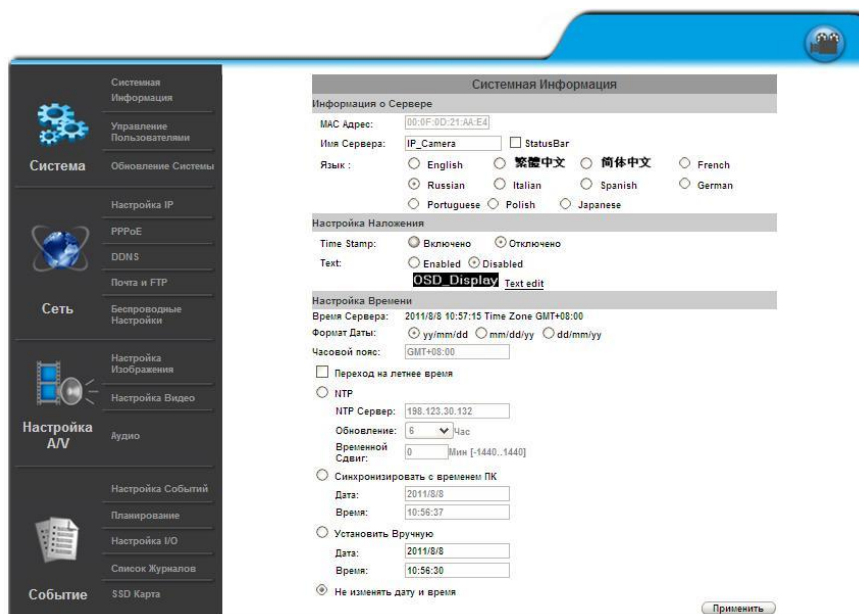 Системная Информация
Управление Пользователями
Система
Обновление Системы
Настройка IP
PPPoE
DDNS
Почта и FTP
Сеть
Беспроводные Настройки
Настройка Изображения
Настройка Видео
Настройка A/V
Аудио
Настройка Событий
Планирование
Настройка I/O
Список Журналов
Событие
SSD Карта
Системная Информация
Информация о Сервере
MAC Адрес: 00:0F:0D:21:AA:E4
Имя Сервера: IP_Camera StatusBar
Язык : English 繁體中文 简体中文 French
Russian Italian Spanish German
Portuguese Polish Japanese
Настройка Наложения
Time Stamp: Включено Отключено
Text: Enabled Disabled
OSD_Display Text edit
Настройка Времени
Время Сервера: 2011/8/8 10:57:15 Time Zone GMT+08:00
Формат Даты: yy/mm/dd mm/dd/yy dd/mm/yy
Часовой пояс: GMT+08:00
Переход на летнее время
NTP
NTP Сервер: 198.123.30.132
Обновление: 6 Час
Временной Сдвиг: 0 Мин [-1440..1440]
Синхронизировать с временем ПК
Дата: 2011/8/8
Время: 10:56:37
Установить Вручную
Дата: 2011/8/8
Время: 10:56:30
Не изменять дату и время
Применить